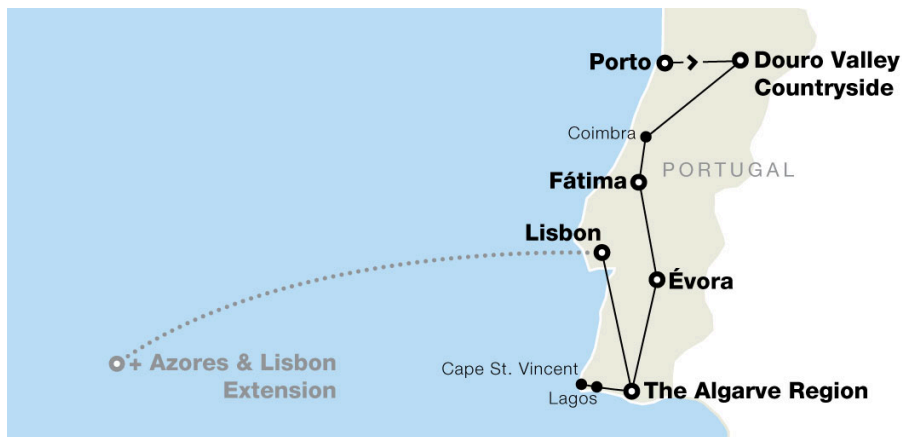 Porto
Douro Valley
Countryside
Coimbra
PORTUGAL
Fátima
Lisbon
Évora
+ Azores & Lisbon
Extension
Cape St. Vincent
Lagos
The Algarve Region